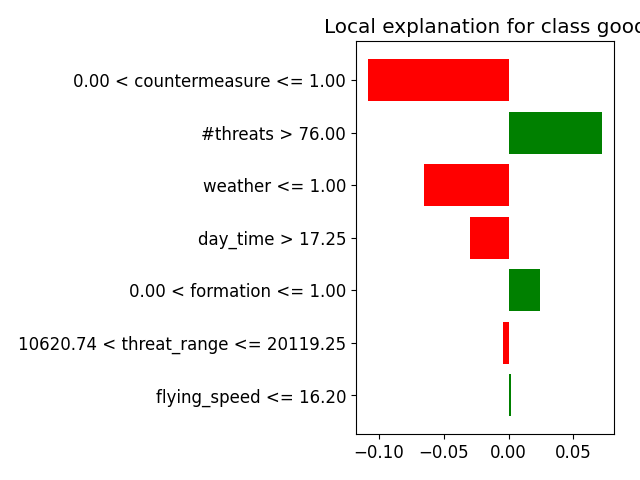 Local explanation for class good
0.00 < countermeasure <= 1.00
#threats > 76.00
weather <= 1.00
day_time > 17.25
0.00 < formation <= 1.00
10620.74 < threat_range <= 20119.25
flying_speed <= 16.20
−0.10 −0.05 0.00 0.05